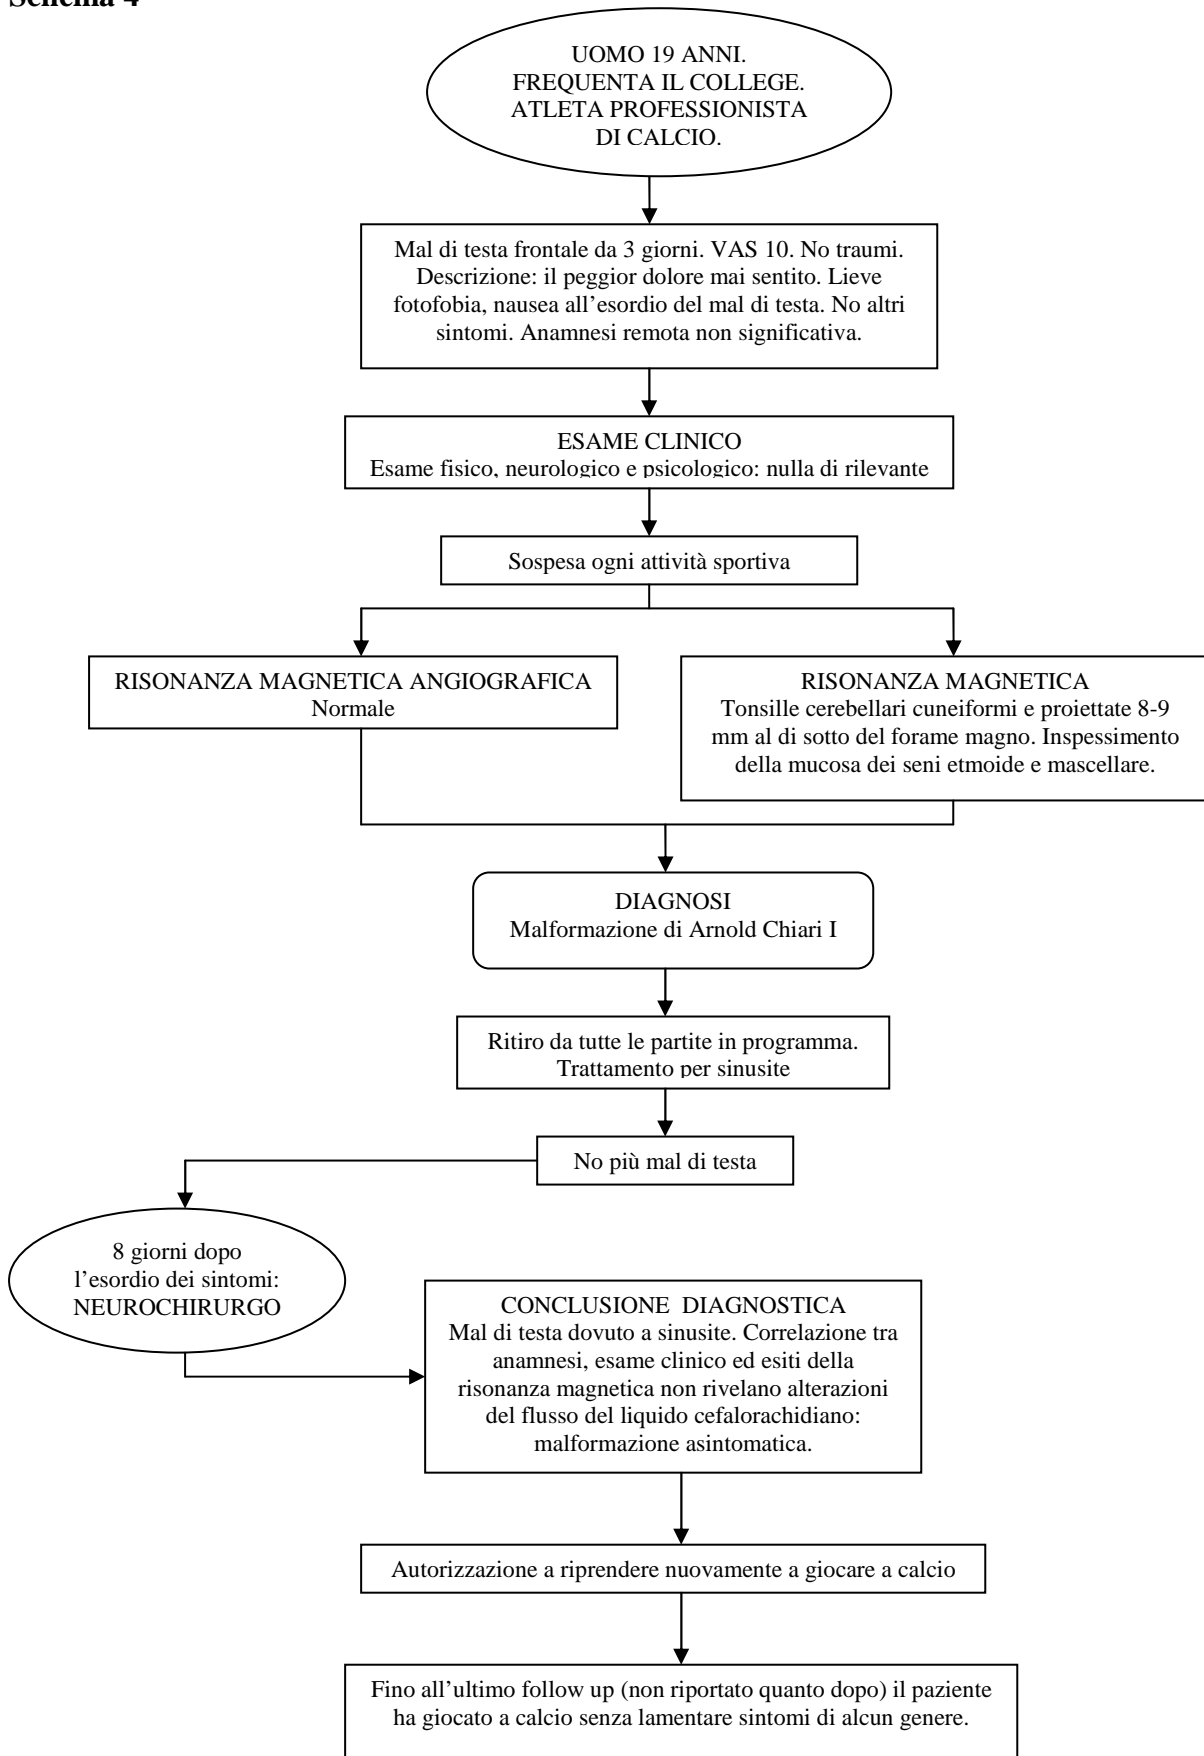 Schema 4
UOMO 19 ANNI.
FREQUENTA IL COLLEGE.
ATLETA PROFESSIONISTA
DI CALCIO.
Mal di testa frontale da 3 giorni. VAS 10. No traumi.
Descrizione: il peggior dolore mai sentito. Lieve
fotofobia, nausea all’esordio del mal di testa. No altri
sintomi. Anamnesi remota non significativa.
ESAME CLINICO
Esame fisico, neurologico e psicologico: nulla di rilevante
Sospesa ogni attività sportiva
RISONANZA MAGNETICA ANGIOGRAFICA
Normale
RISONANZA MAGNETICA
Tonsille cerebellari cuneiformi e proiettate 8-9
mm al di sotto del forame magno. Inspessimento
della mucosa dei seni etmoide e mascellare.
DIAGNOSI
Malformazione di Arnold Chiari I
Ritiro da tutte le partite in programma.
Trattamento per sinusite
No più mal di testa
8 giorni dopo
l’esordio dei sintomi:
NEUROCHIRURGO
CONCLUSIONE DIAGNOSTICA
Mal di testa dovuto a sinusite. Correlazione tra
anamnesi, esame clinico ed esiti della
risonanza magnetica non rivelano alterazioni
del flusso del liquido cefalorachidiano:
malformazione asintomatica.
Autorizzazione a riprendere nuovamente a giocare a calcio
Fino all’ultimo follow up (non riportato quanto dopo) il paziente
ha giocato a calcio senza lamentare sintomi di alcun genere.